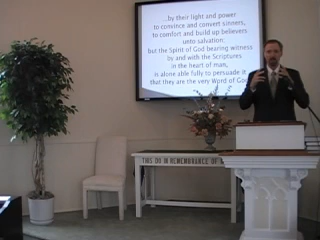 ...by their light and power
to convince and convert sinners,
to comfort and build up believers
unto salvation;
but the Spirit of God bearing witness
by and with the Scriptures
in the heart of man,
is alone able fully to persuade it
that they are the very Word of God
THIS DO IN REMEMBRANCE OF M